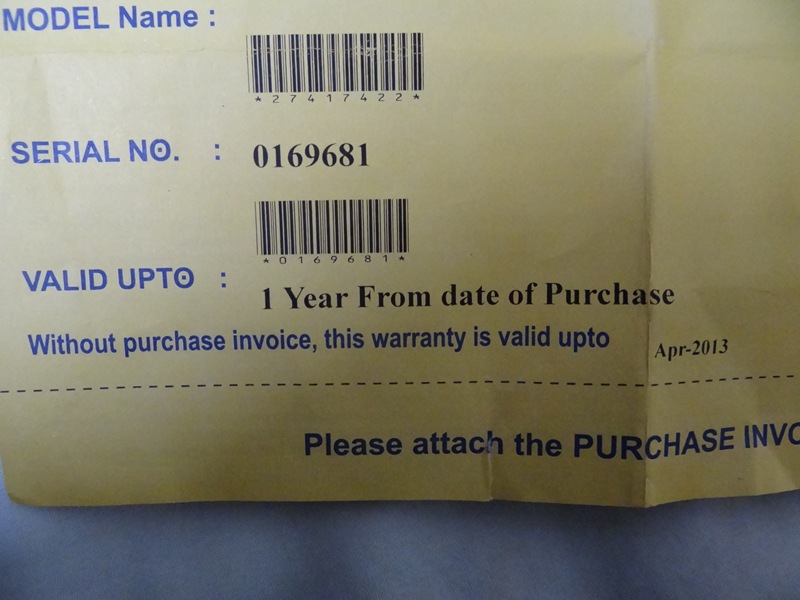 MODEL Name :
*27417422*
SERIAL NO. : 0169681
*0169681*
VALID UPTO : 1 Year From date of Purchase
Without purchase invoice, this warranty is valid upto Apr-2013
Please attach the PURCHASE INVO